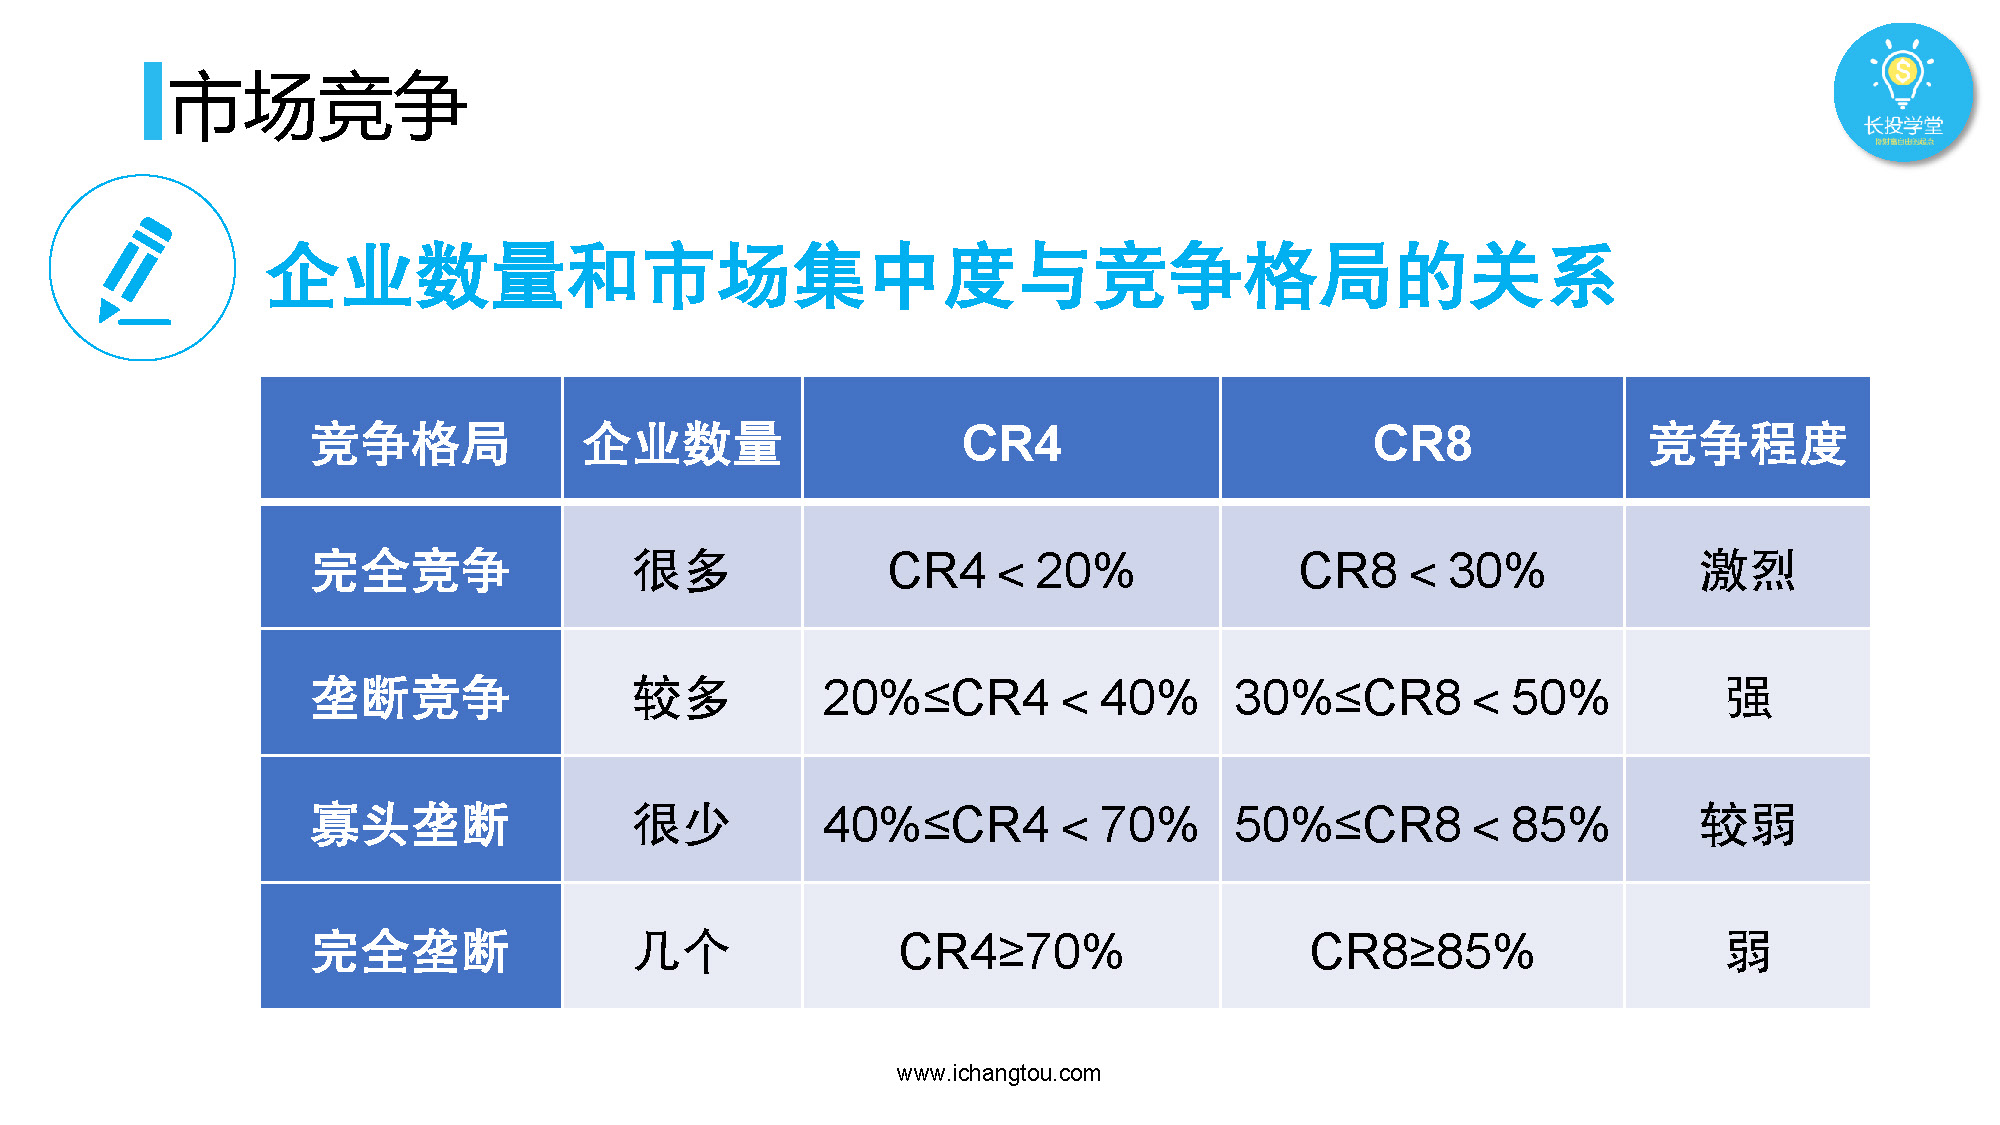 市场竞争
长投学堂
企业数量和市场集中度与竞争格局的关系
竞争格局 企业数量 CR4 CR8 竞争程度
完全竞争 很多 CR4＜20% CR8＜30% 激烈
垄断竞争 较多 20%≤CR4＜40% 30%≤CR8＜50% 强
寡头垄断 很少 40%≤CR4＜70% 50%≤CR8＜85% 较弱
完全垄断 几个 CR4≥70% CR8≥85% 弱
www.ichangtou.com